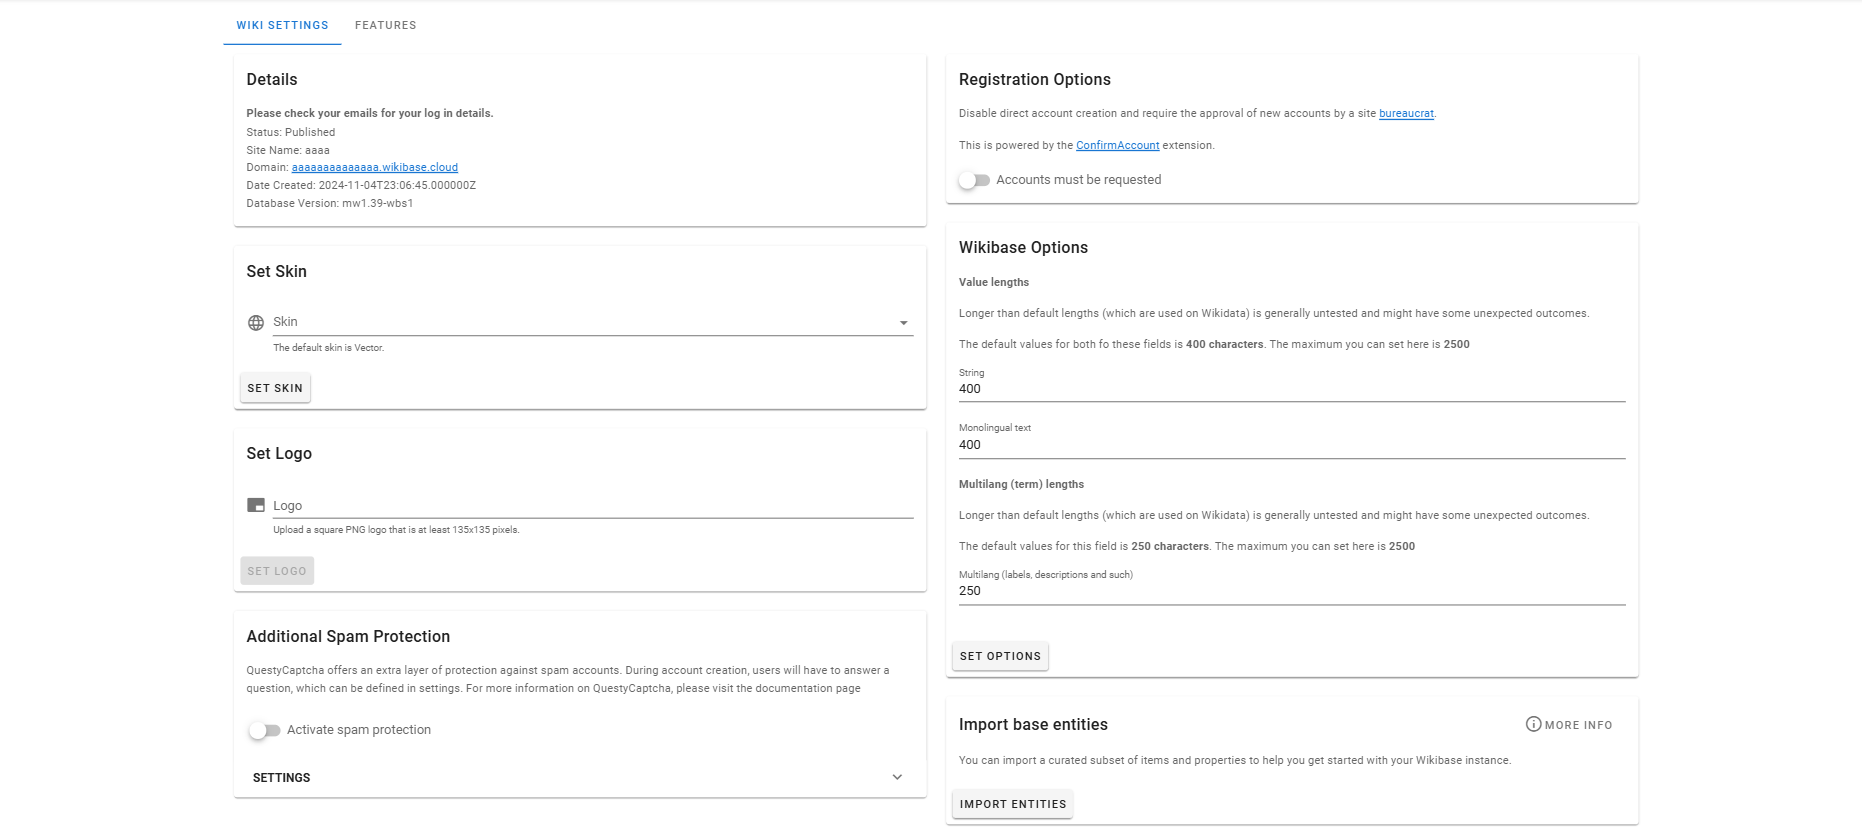 WIKI SETTINGS
FEATURES
Details
Please check your emails for your log in details.
Status: Published
Site Name: aaaa
Domain: aaaaaaaaaaaaaa.wikibase.cloud
Date Created: 2024-11-04T23:06:45.000000Z
Database Version: mw1.39-wbs1
Set Skin
Skin
The default skin is Vector.
SET SKIN
Set Logo
Logo
Upload a square PNG logo that is at least 135x135 pixels.
SET LOGO
Additional Spam Protection
QuestyCaptcha offers an extra layer of protection against spam accounts. During account creation, users will have to answer a
question, which can be defined in settings. For more information on QuestyCaptcha, please visit the documentation page
Activate spam protection
SETTINGS
Registration Options
Disable direct account creation and require the approval of new accounts by a site bureaucrat.
This is powered by the ConfirmAccount extension.
Accounts must be requested
Wikibase Options
Value lengths
Longer than default lengths (which are used on Wikidata) is generally untested and might have some unexpected outcomes.
The default values for both fo these fields is 400 characters. The maximum you can set here is 2500
String
400
Monolingual text
400
Multilang (term) lengths
Longer than default lengths (which are used on Wikidata) is generally untested and might have some unexpected outcomes.
The default values for this field is 250 characters. The maximum you can set here is 2500
Multilang (labels, descriptions and such)
250
SET OPTIONS
Import base entities
MORE INFO
You can import a curated subset of items and properties to help you get started with your Wikibase instance.
IMPORT ENTITIES